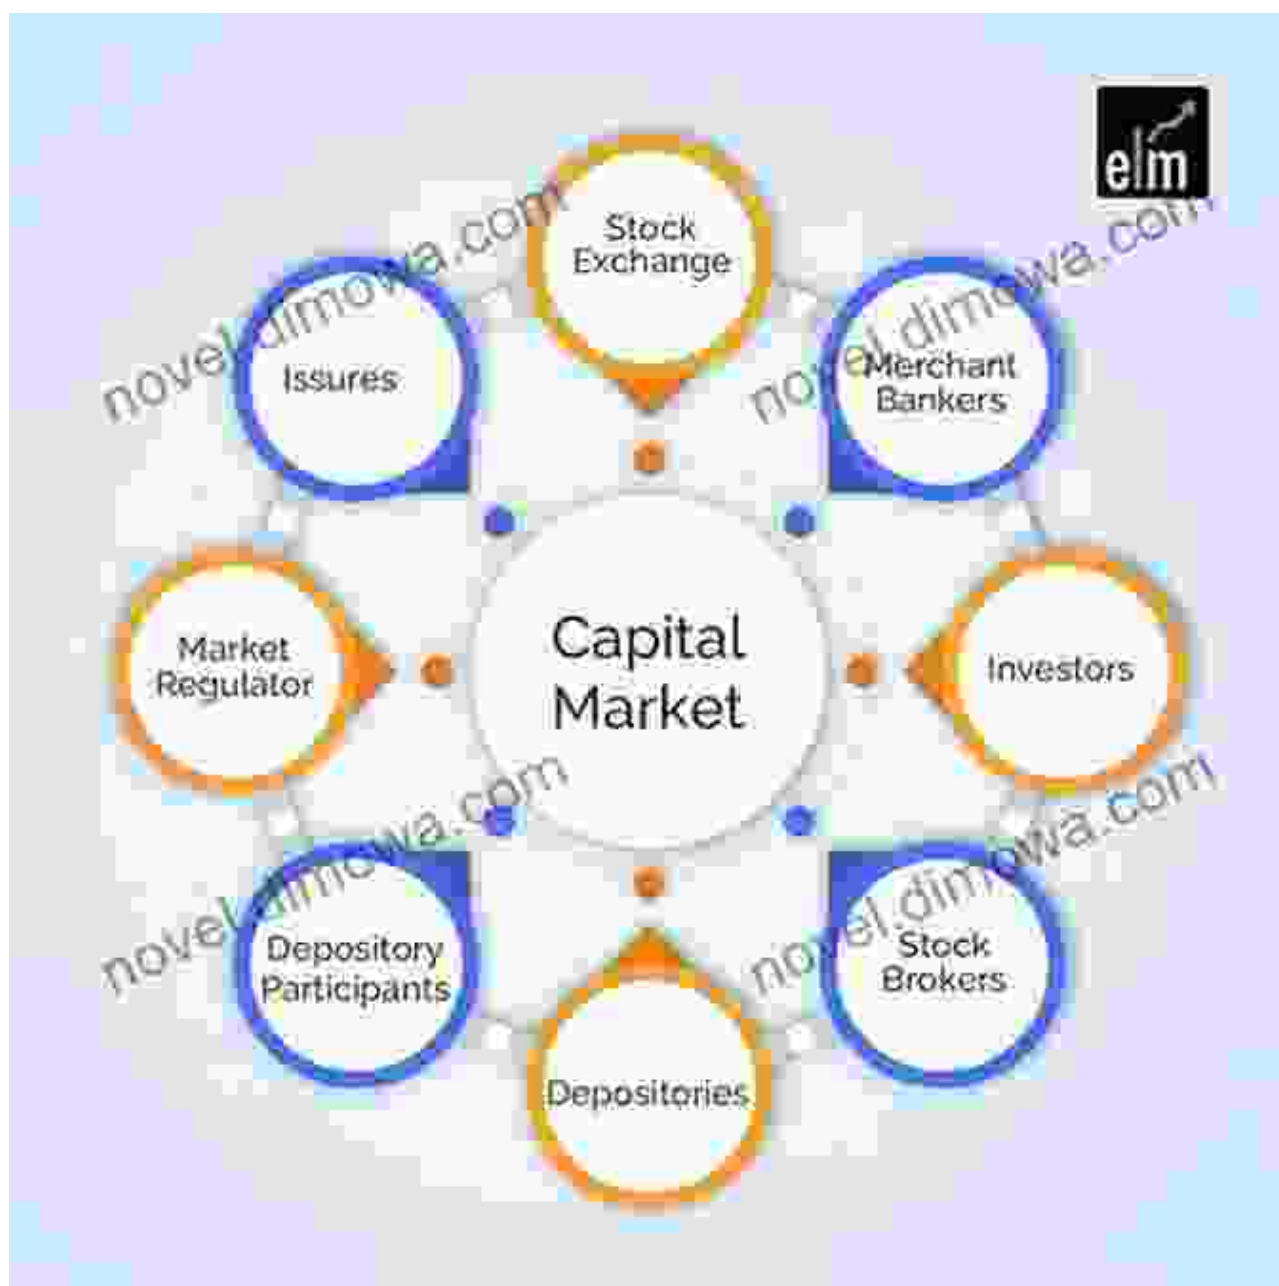 elm
Stock
Exchange
Issures
Merchant
Bankers
Market
Regulator
Capital
Market
Investors
Depository
Participants
Stock
Brokers
Depositories
novel.dimowa.com
novel.dimowa.com
novel.dimowa.com
novel.dimowa.com